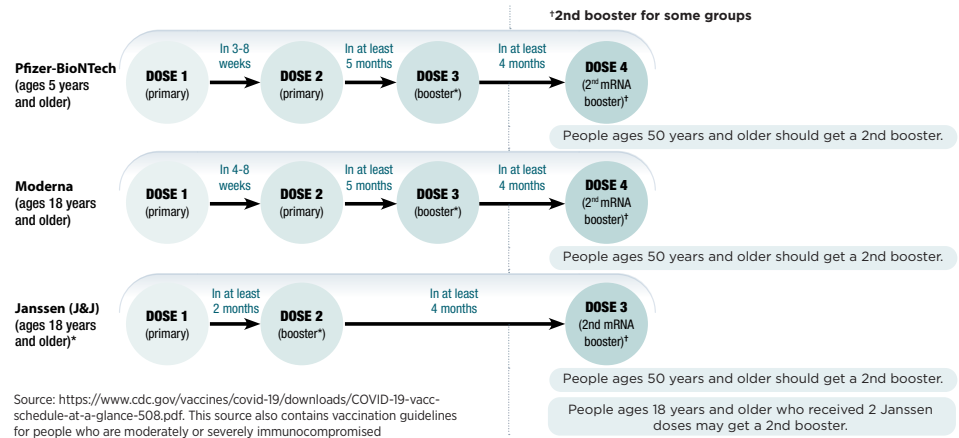 †2nd booster for some groups
Pfizer-BioNTech
(ages 5 years
and older)
DOSE 1
(primary)
In 3-8
weeks
DOSE 2
(primary)
In at least
5 months
DOSE 3
(booster*)
In at least
4 months
DOSE 4
(2nd mRNA
booster)†
People ages 50 years and older should get a 2nd booster.
Moderna
(ages 18 years
and older)
DOSE 1
(primary)
In 4-8
weeks
DOSE 2
(primary)
In at least
5 months
DOSE 3
(booster*)
In at least
4 months
DOSE 4
(2nd mRNA
booster)†
People ages 50 years and older should get a 2nd booster.
Janssen (J&J)
(ages 18 years
and older)*
DOSE 1
(primary)
In at least
2 months
DOSE 2
(booster*)
In at least
4 months
DOSE 3
(2nd mRNA
booster)†
People ages 50 years and older should get a 2nd booster.
People ages 18 years and older who received 2 Janssen
doses may get a 2nd booster.
Source: https://www.cdc.gov/vaccines/covid-19/downloads/COVID-19-vacc-
schedule-at-a-glance-508.pdf. This source also contains vaccination guidelines
for people who are moderately or severely immunocompromised